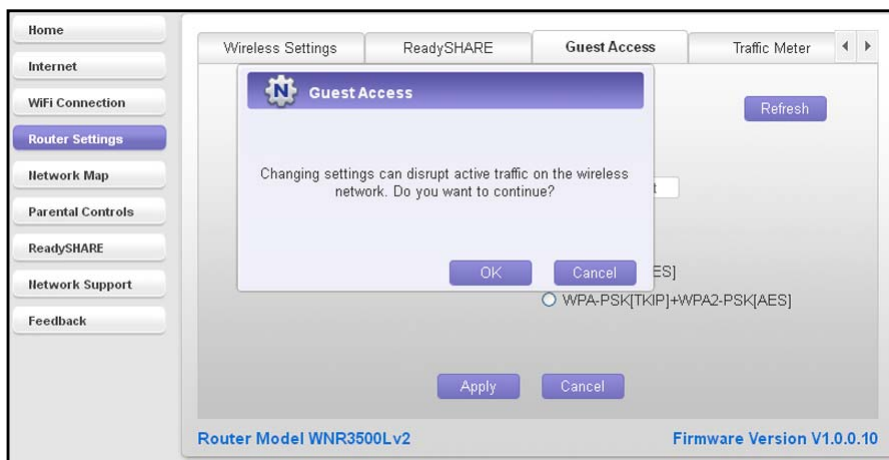 Home
Internet
WiFi Connection
Router Settings
Network Map
Parental Controls
ReadySHARE
Network Support
Feedback
Wireless Settings
ReadySHARE
Guest Access
Traffic Meter
N Guest Access
Refresh
Changing settings can disrupt active traffic on the wireless
network. Do you want to continue?
OK
Cancel
ES]
WPA-PSK[TKIP]+WPA2-PSK[AES]
Apply
Cancel
Router Model WNR3500Lv2
Firmware Version V1.0.0.10